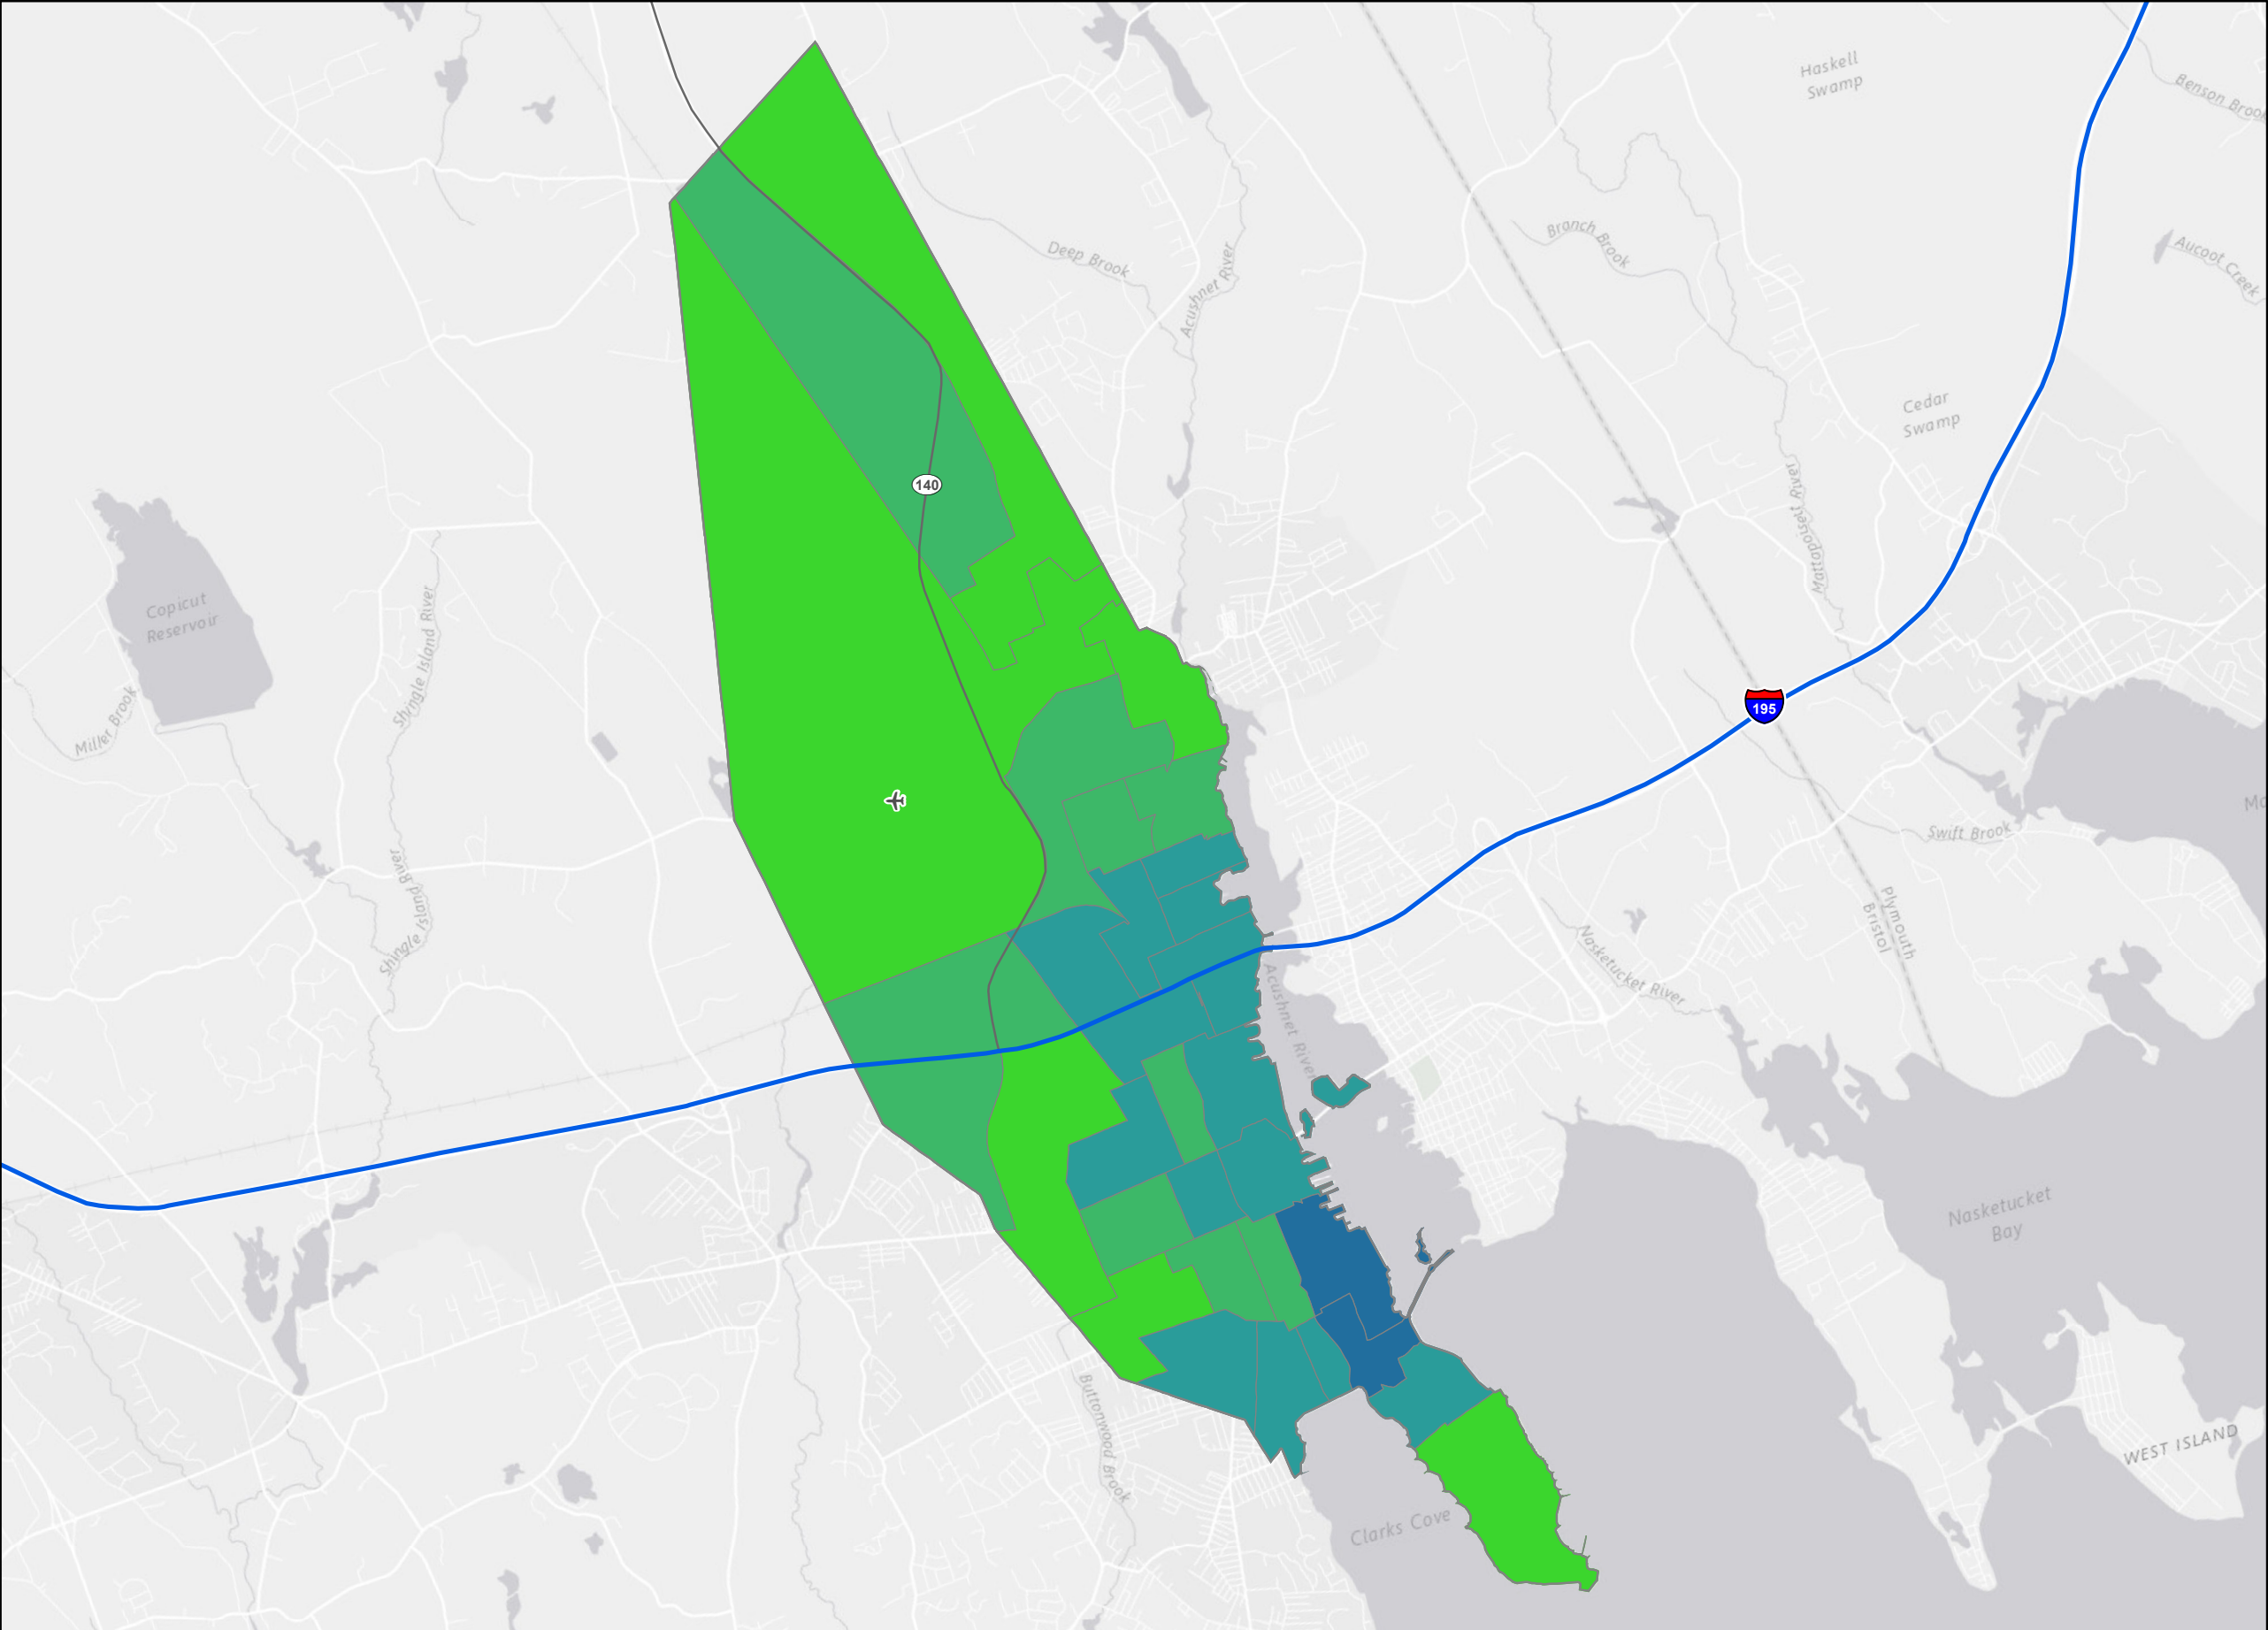 Haskell
Swamp
Benson Brook
Branch Brook
Deep Brook
Acushnet River
Aucoot Creek
Cedar
Swamp
140
Mattapoisett River
Copicut
Reservoir
Shingle Island River
Miller Brook
195
Swift Brook
Shingle Island River
Plymouth
Bristol
Nasketucket River
Acushnet River
Nasketucket
Bay
Buttonwood Brook
WEST ISLAND
Clarks Cove